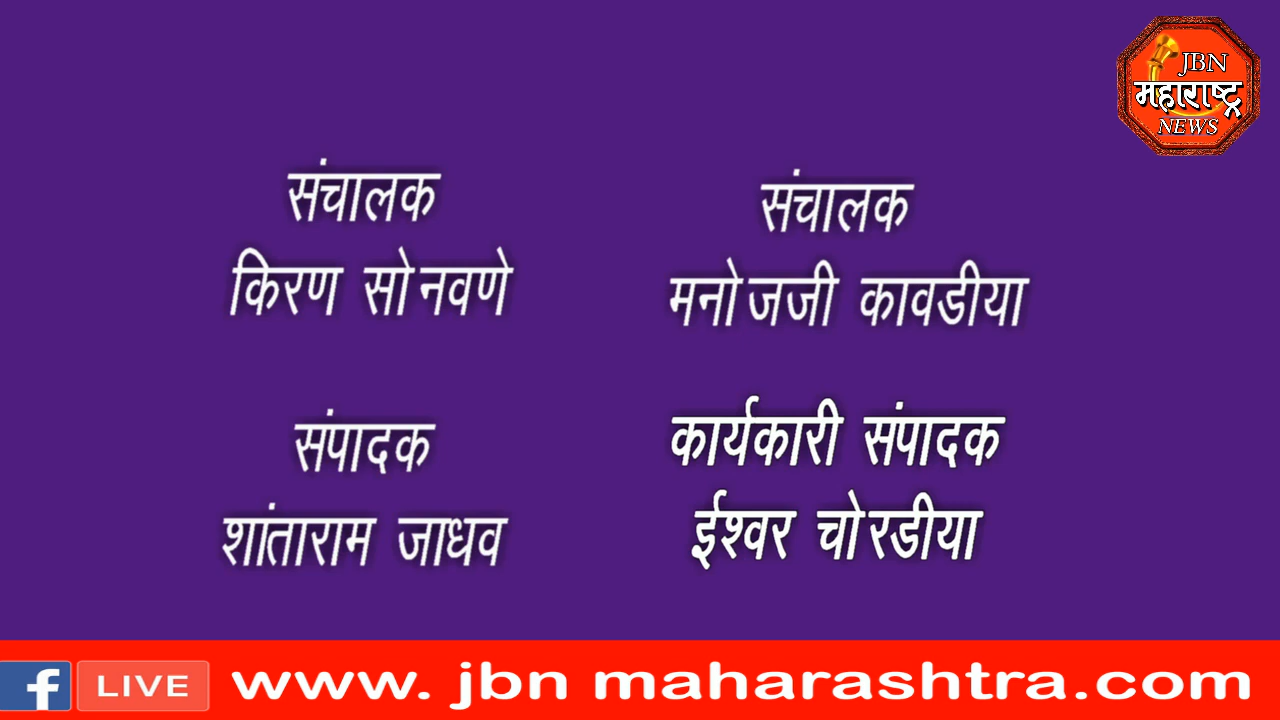 JBN
महाराष्ट्र
NEWS
संचालक
किरण सोनवणे
संचालक
मनोजजी कावडीया
संपादक
शांताराम जाधव
कार्यकारी संपादक
ईश्वर चोरडीया
f LIVE www. jbn maharashtra.com